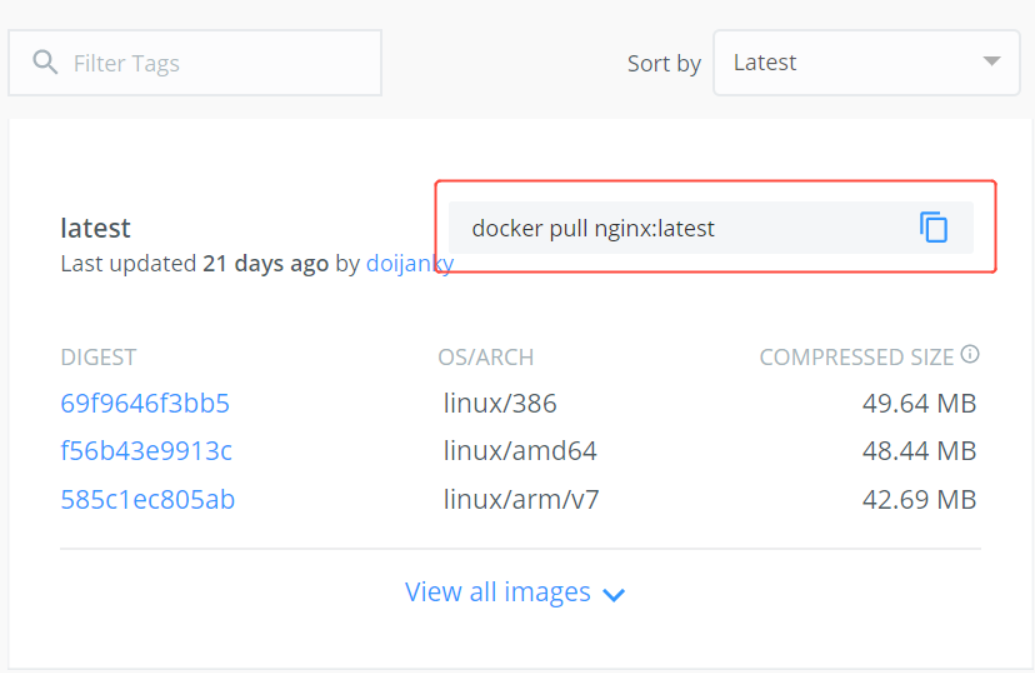 Filter Tags
Sort by Latest
latest
docker pull nginx:latest
Last updated 21 days ago by doijanky
DIGEST OS/ARCH COMPRESSED SIZE
69f9646f3bb5 linux/386 49.64 MB
f56b43e9913c linux/amd64 48.44 MB
585c1ec805ab linux/arm/v7 42.69 MB
View all images